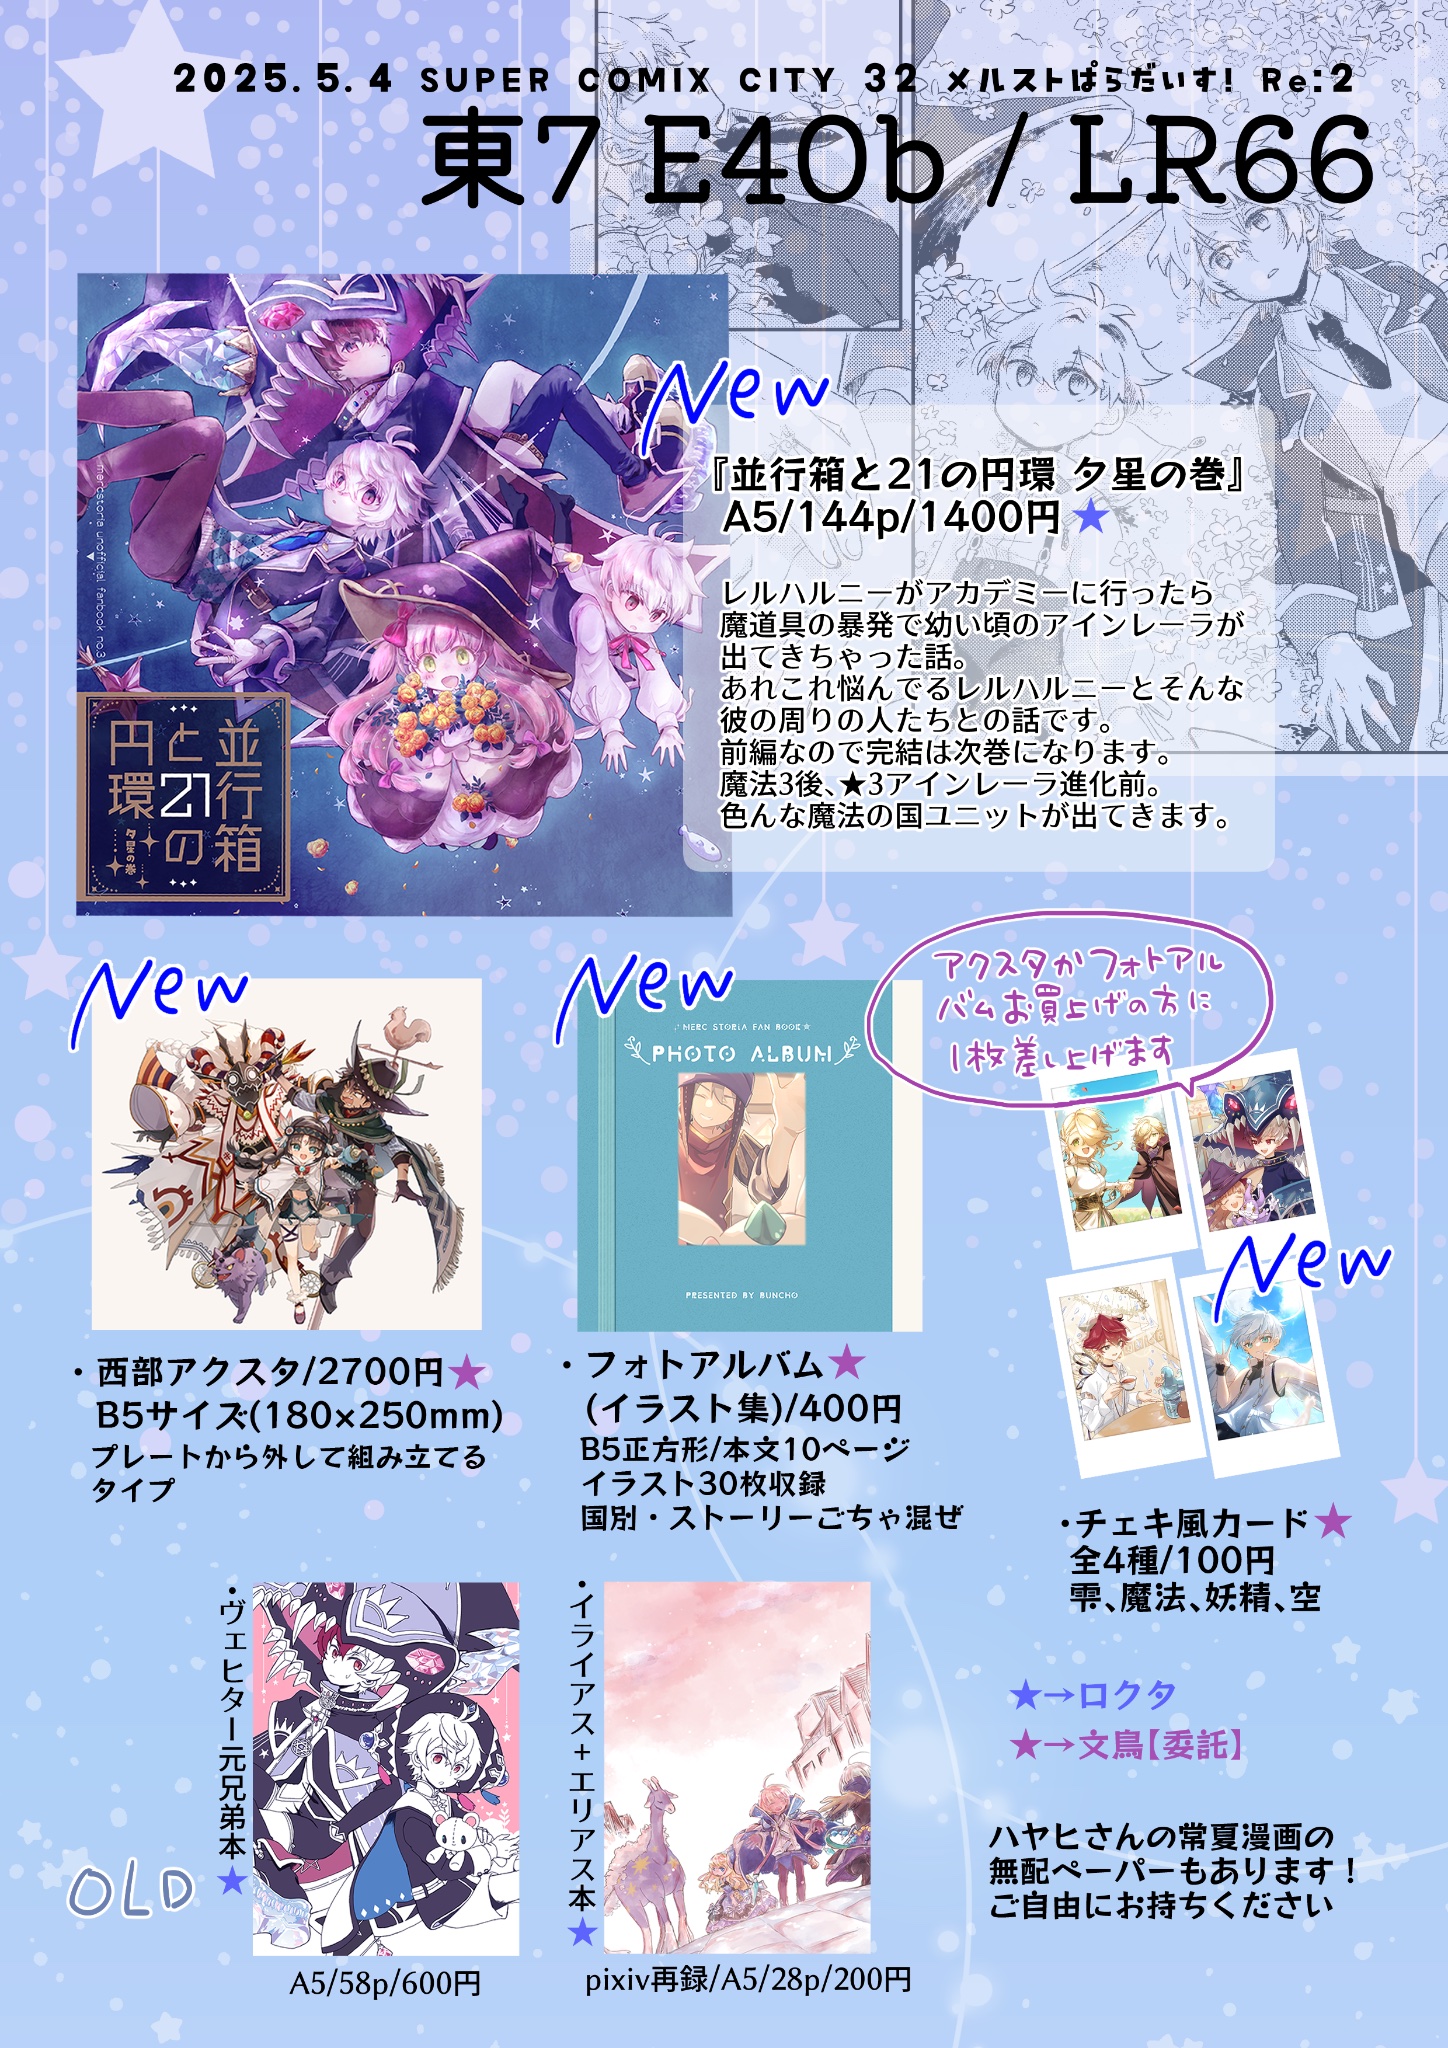 2025.5.4 SUPER COMIX CITY 32 メルストぱらだいす! Re:2
東7 E40b / LR66
New
『並行箱と21の円環 夕星の巻』
A5/144p/1400円★
レルハルニーがアカデミーに行ったら
魔道具の暴発で幼い頃のアインレーラが
出てきちゃった話。
あれこれ悩んでるレルハルニーとそんな
彼の周りの人たちとの話です。
前編なので完結は次巻になります。
魔法3後、★3アインレーラ進化前。
色んな魔法の国ユニットが出てきます。
mercstoria unofficial fanbook no.3
並行箱
と21の
円環
夕星の巻
New
・西部アクスタ/2700円★
B5サイズ(180×250mm)
プレートから外して組み立てる
タイプ
New
MERC STORIA FAN BOOK★
PHOTO ALBUM
PRESENTED BY BUNCHO
・フォトアルバム★
(イラスト集)/400円
B5正方形/本文10ページ
イラスト30枚収録
国別・ストーリーごちゃ混ぜ
アクスタかフォトアル
バムお買上げの方に
1枚差し上げます
New
・チェキ風カード★
全4種/100円
雫、魔法、妖精、空
OLD
・ヴェヒター元兄弟本★
A5/58p/600円
・イライアス+エリアス本★
pixiv再録/A5/28p/200円
★→ロクタ
★→文鳥【委託】
ハヤヒさんの常夏漫画の
無配ペーパーもあります！
ご自由にお持ちください